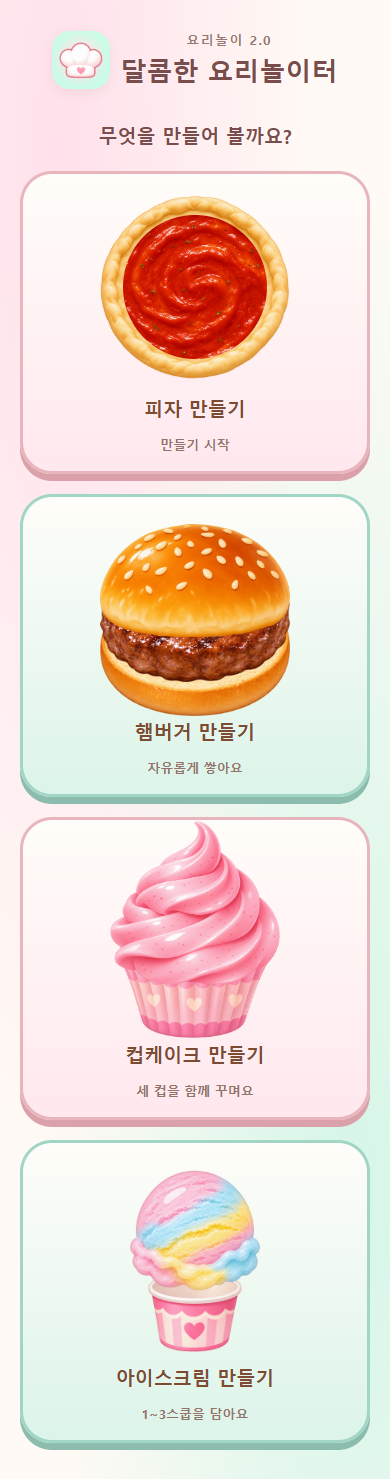 요리놀이 2.0
달콤한 요리놀이터
무엇을 만들어 볼까요?
피자 만들기
만들기 시작
햄버거 만들기
자유롭게 쌓아요
컵케이크 만들기
세 컵을 함께 꾸며요
아이스크림 만들기
1~3스쿱을 담아요